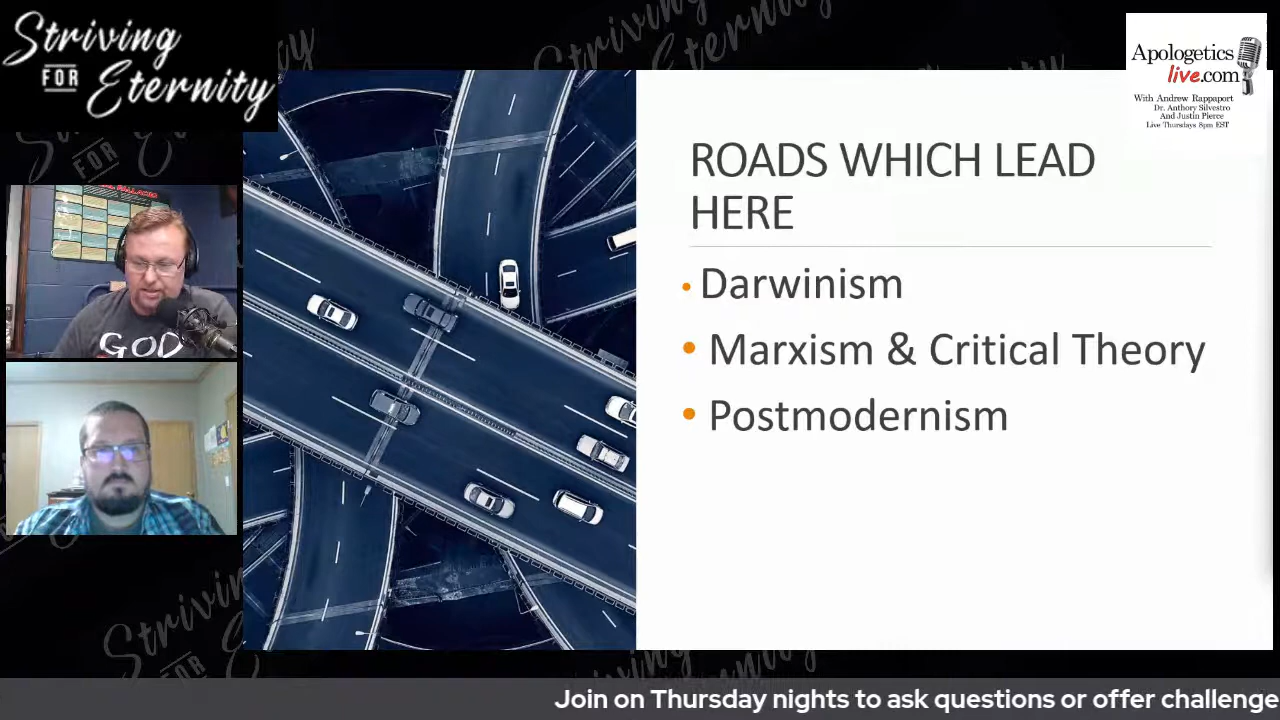 Striving
FOR
Eternity
Apologetics
live.com
With Andrew Rappaport
Dr. Anthony Silvestro
And Justin Pierce
Live Thursdays 8pm EST
ROADS WHICH LEAD
HERE
• Darwinism
• Marxism & Critical Theory
• Postmodernism
GOD
Join on Thursday nights to ask questions or offer challenge